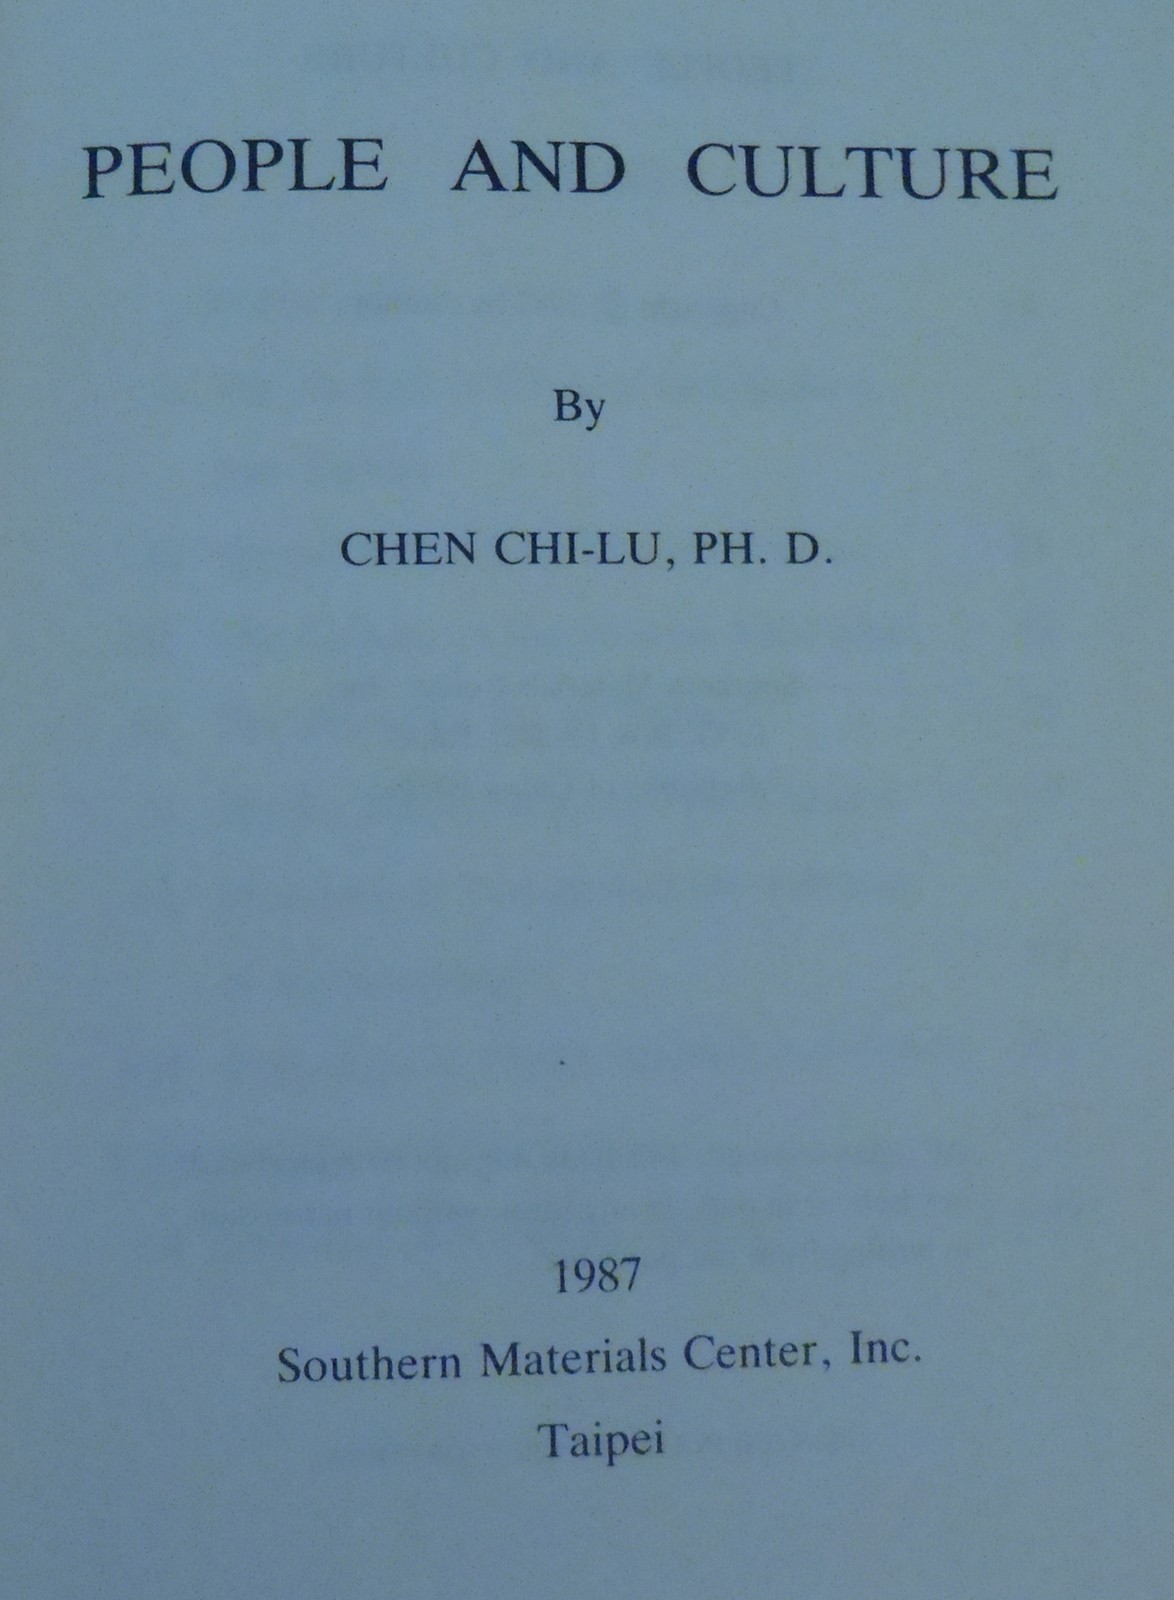 PEOPLE AND CULTURE
By
CHEN CHI-LU, PH. D.
1987
Southern Materials Center, Inc.
Taipei